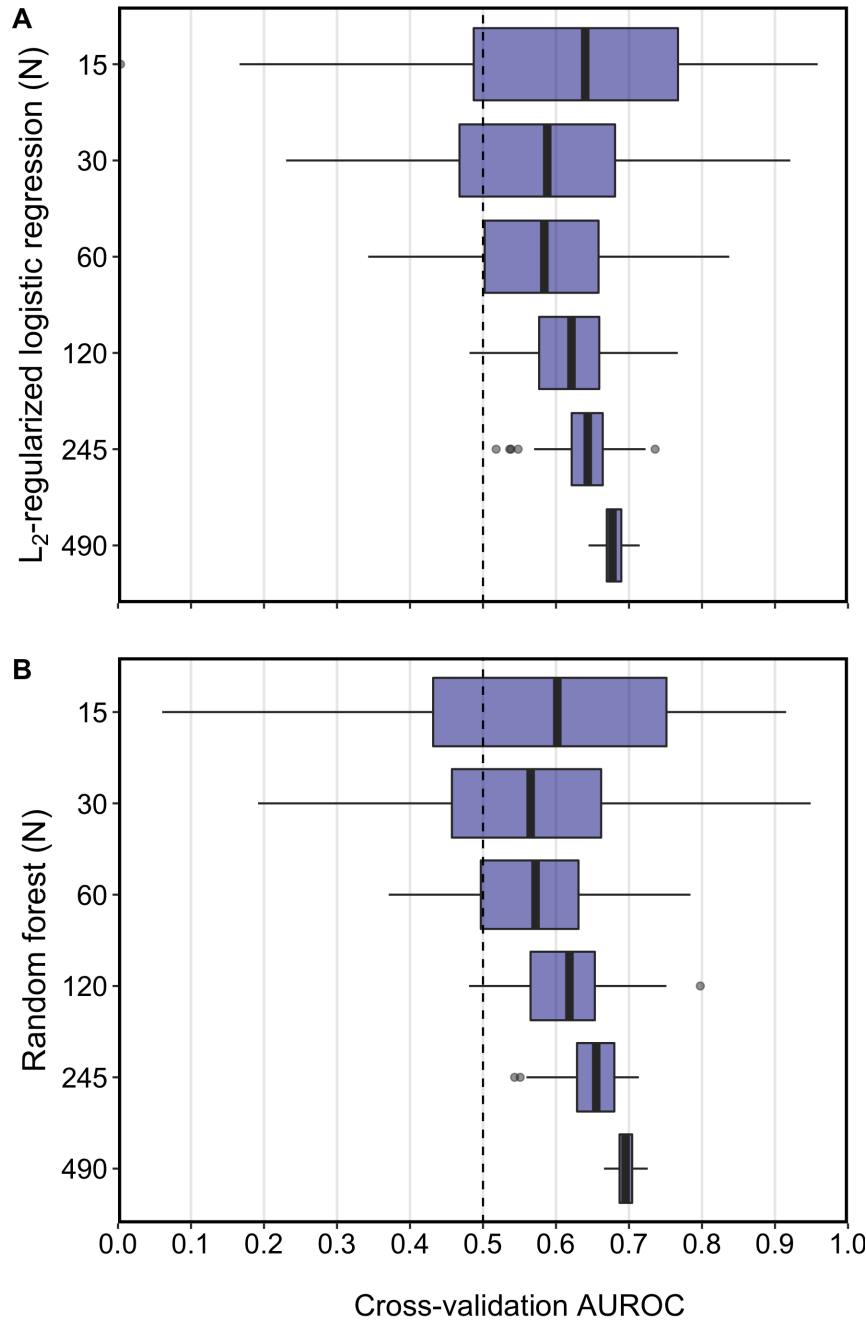 A
L₂-regularized logistic regression (N)
15
30
60
120
245
490
B
Random forest (N)
15
30
60
120
245
490
0.0 0.1 0.2 0.3 0.4 0.5 0.6 0.7 0.8 0.9 1.0
Cross-validation AUROC